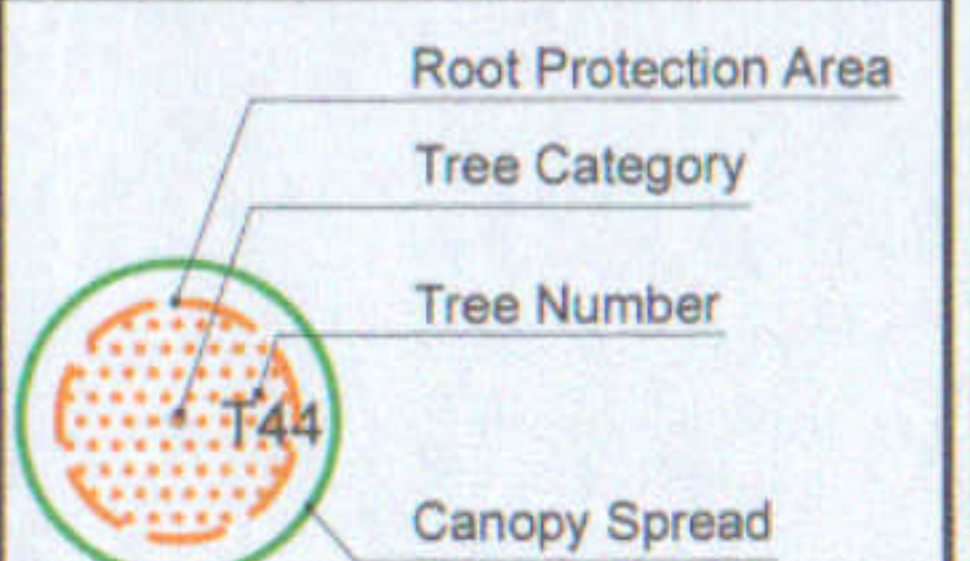 Root Protection Area
Tree Category
Tree Number
T44
Canopy Spread